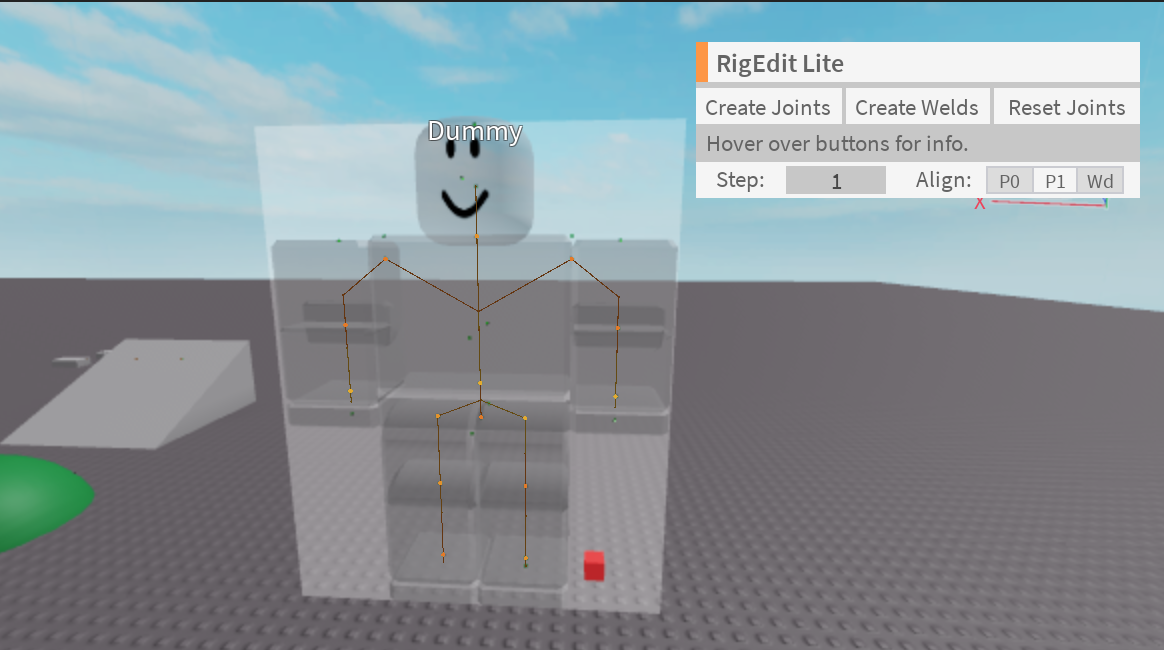 RigEdit Lite
Create Joints Create Welds Reset Joints
Dummy
Hover over buttons for info.
Step: 1 Align: P0 P1 Wd
X